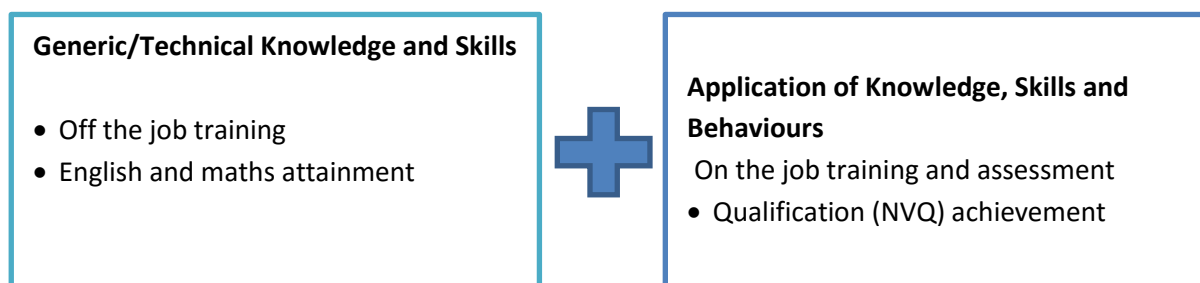 Generic/Technical Knowledge and Skills
• Off the job training
• English and maths attainment
Application of Knowledge, Skills and
Behaviours
On the job training and assessment
• Qualification (NVQ) achievement